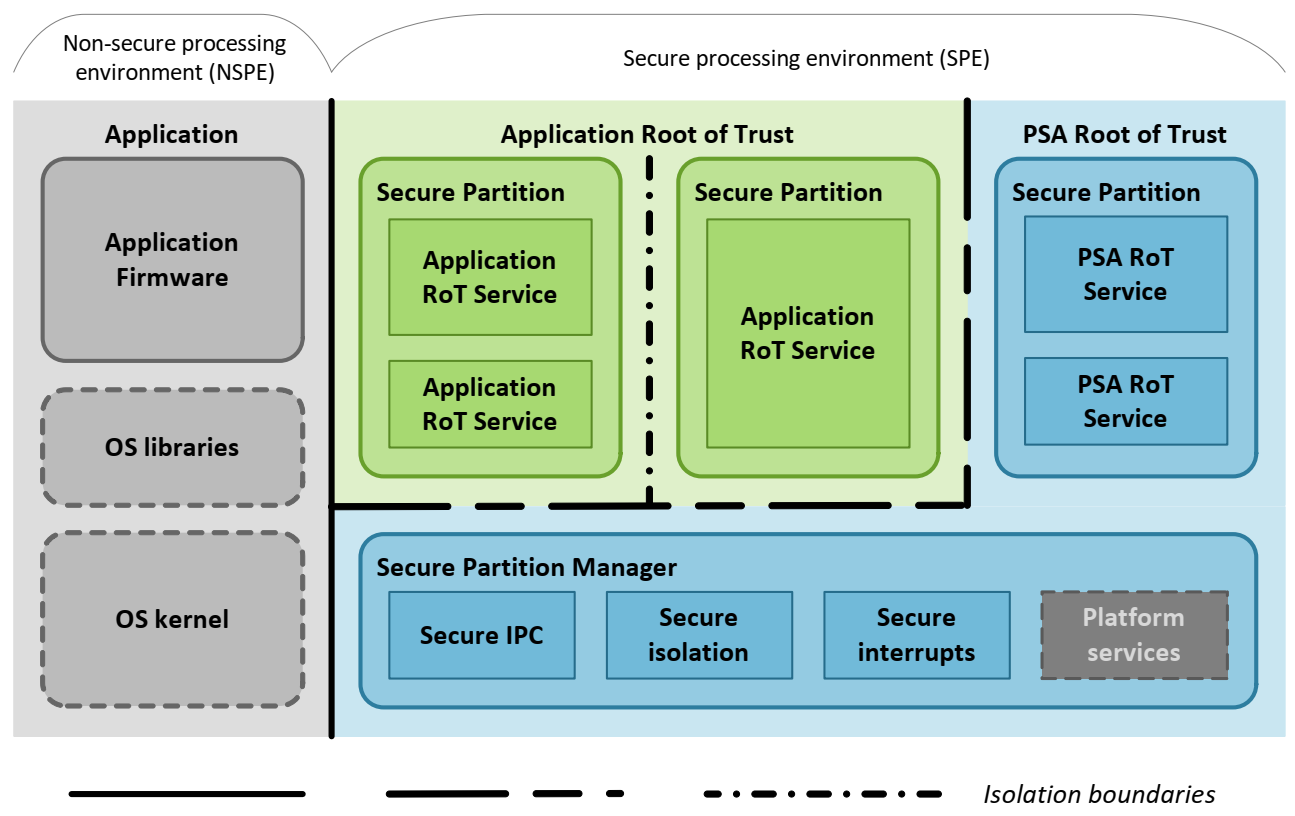 Non-secure processing
environment (NSPE)
Secure processing environment (SPE)
Application
Application Root of Trust
PSA Root of Trust
Application
Firmware
OS libraries
OS kernel
Secure Partition
Application
RoT Service
Application
RoT Service
Secure Partition
Application
RoT Service
Secure Partition
PSA RoT
Service
PSA RoT
Service
Secure Partition Manager
Secure IPC
Secure
isolation
Secure
interrupts
Platform
services
Isolation boundaries